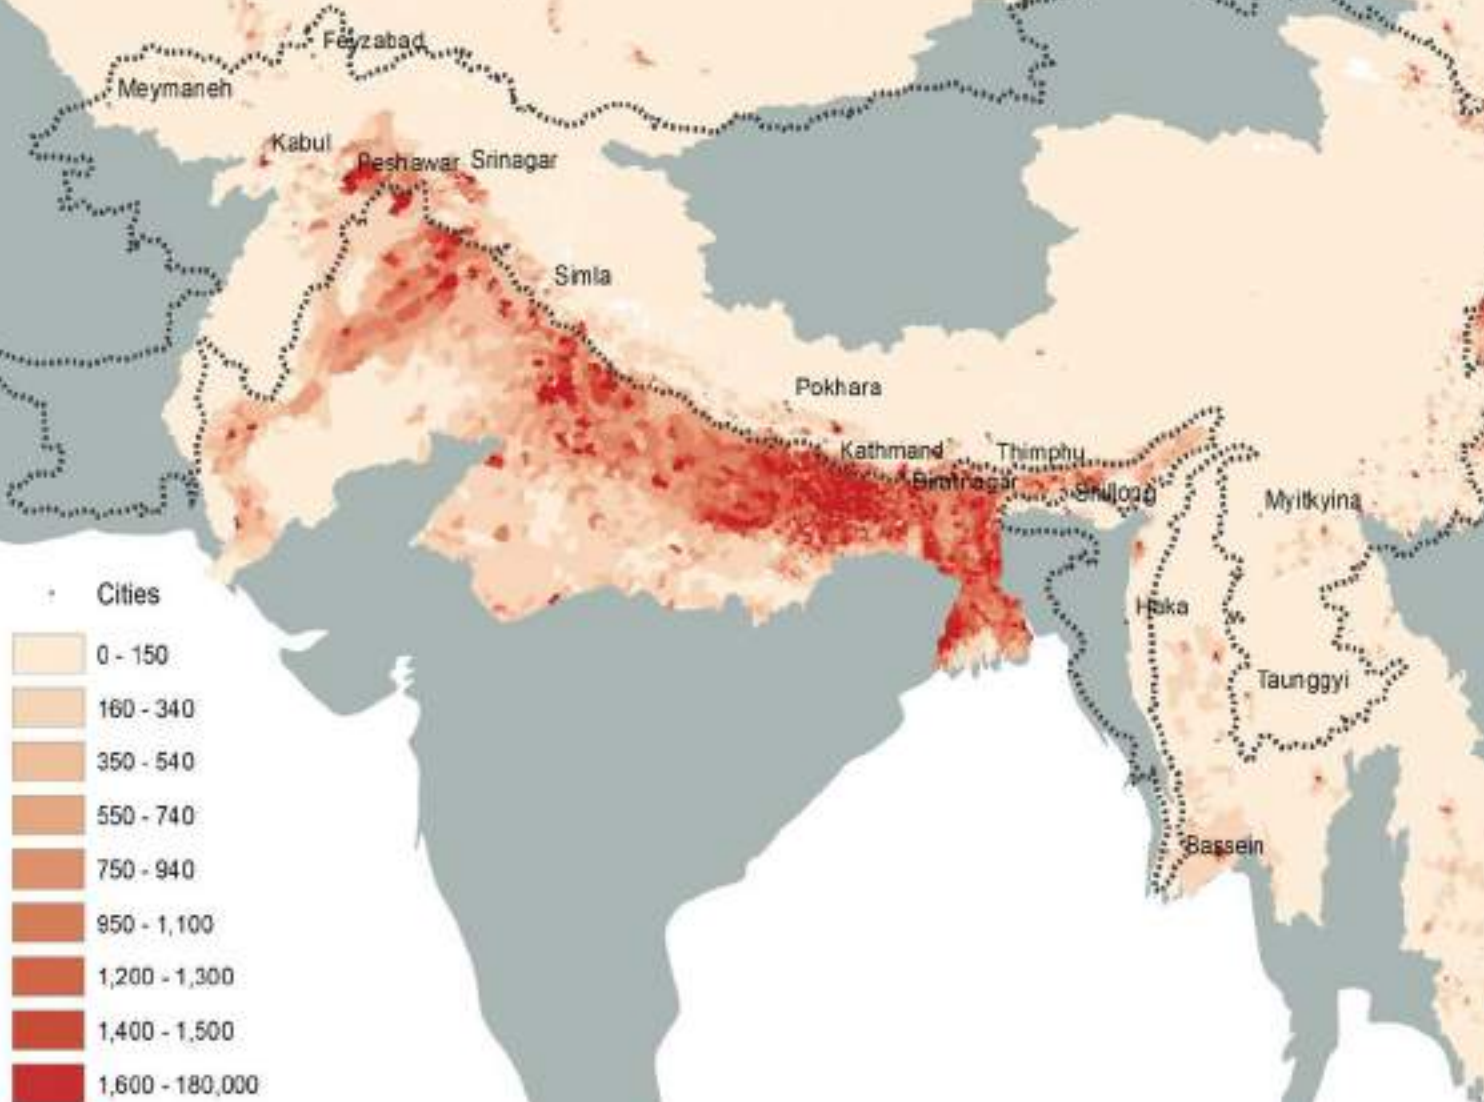 Feyzabad
Meymaneh
Kabul
Peshawar
Srinagar
Simla
Pokhara
Kathmand
Thimphu
Biratnagar
Shillong
Myitkyina
Haka
Taunggyi
Bassein
Cities
0 - 150
160 - 340
350 - 540
550 - 740
750 - 940
950 - 1,100
1,200 - 1,300
1,400 - 1,500
1,600 - 180,000